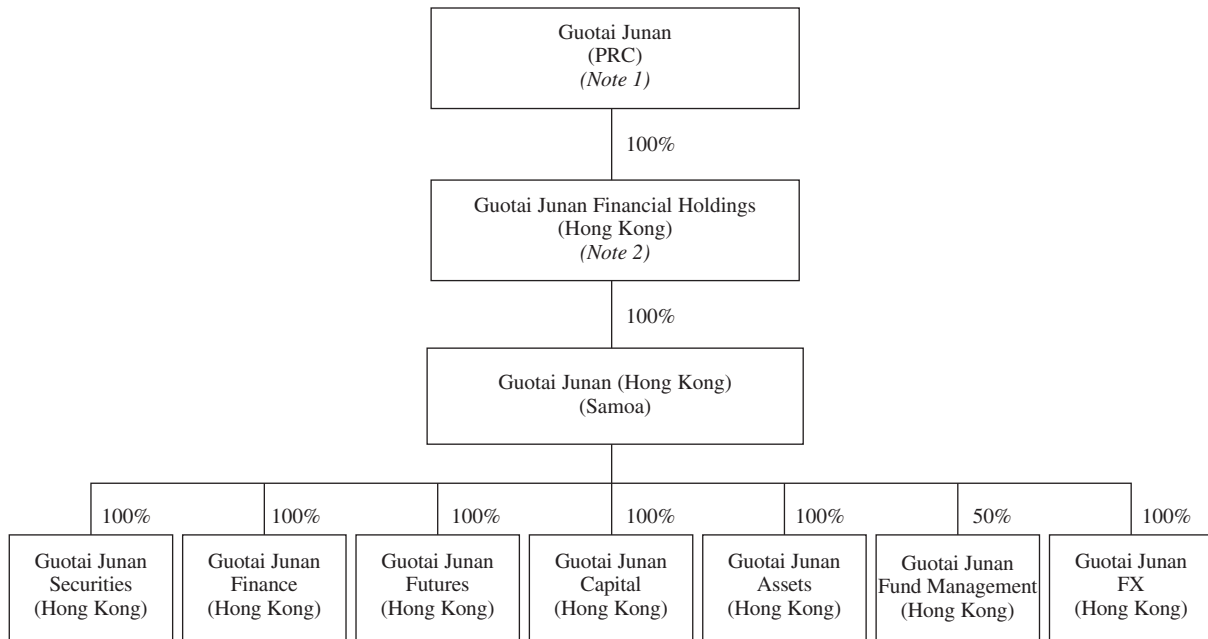 Guotai Junan
(PRC)
(Note 1)
100%
Guotai Junan Financial Holdings
(Hong Kong)
(Note 2)
100%
Guotai Junan (Hong Kong)
(Samoa)
100%
100%
100%
100%
100%
50%
100%
Guotai Junan
Securities
(Hong Kong)
Guotai Junan
Finance
(Hong Kong)
Guotai Junan
Futures
(Hong Kong)
Guotai Junan
Capital
(Hong Kong)
Guotai Junan
Assets
(Hong Kong)
Guotai Junan
Fund Management
(Hong Kong)
Guotai Junan
FX
(Hong Kong)